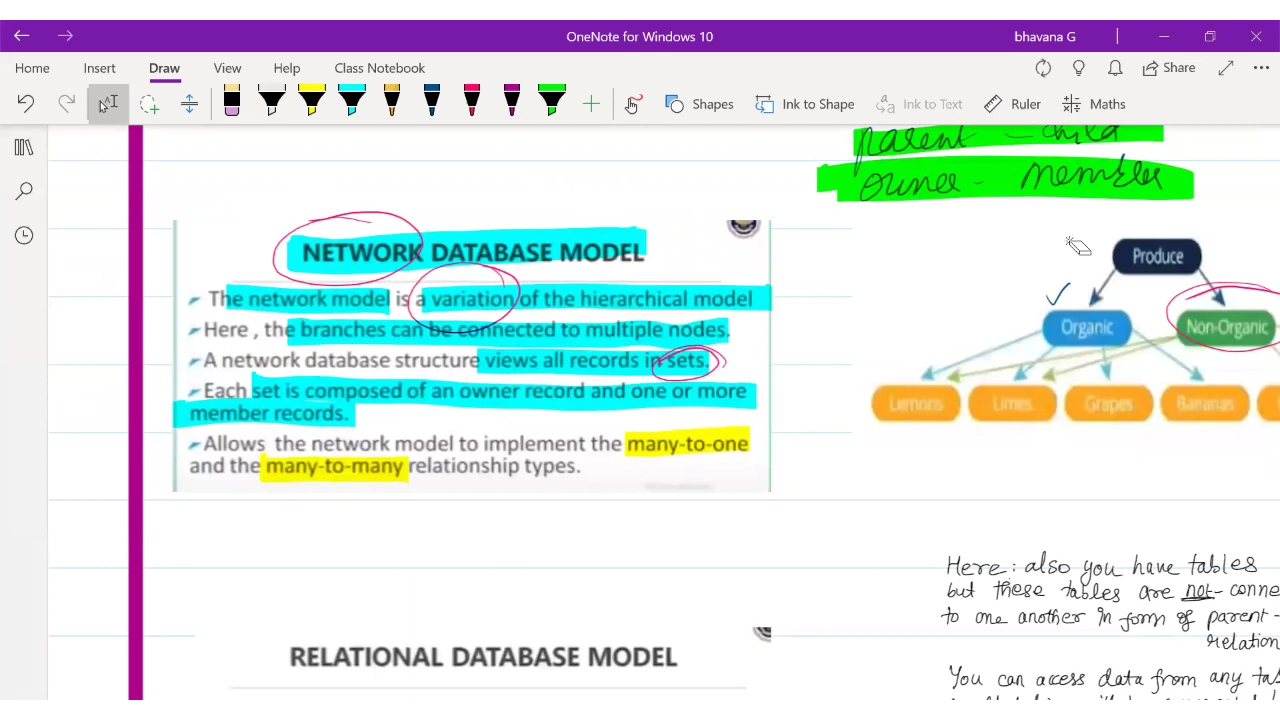 OneNote for Windows 10
bhavana G
Home Insert Draw View Help Class Notebook
Share
Shapes Ink to Shape Ink to Text Ruler Maths
parent - child
owner - member
NETWORK DATABASE MODEL
The network model is a variation of the hierarchical model
Here , the branches can be connected to multiple nodes.
A network database structure views all records in sets.
Each set is composed of an owner record and one or more
member records.
Allows the network model to implement the many-to-one
and the many-to-many relationship types.
Produce
Organic Non-Organic
Lemons Limes Grapes Bananas
Here: also you have tables
but these tables are not- conne
to one another in form of parent-
relation
You can access data from any tab
RELATIONAL DATABASE MODEL